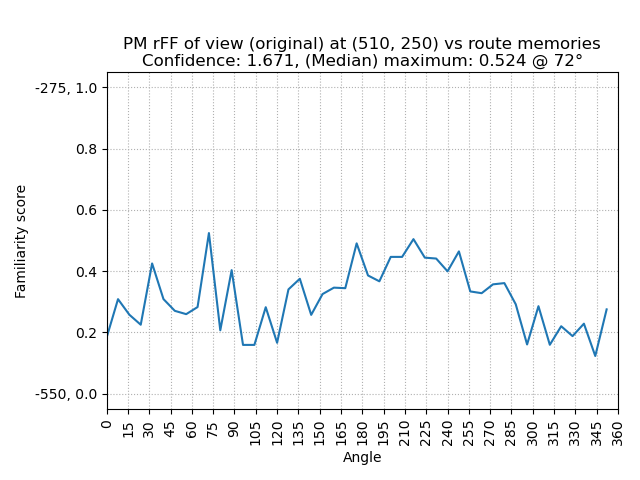 PM rFF of view (original) at (510, 250) vs route memories
Confidence: 1.671, (Median) maximum: 0.524 @ 72°
-275, 1.0
0.8
0.6
0.4
0.2
-550, 0.0
Familiarity score
0 15 30 45 60 75 90 105 120 135 150 165 180 195 210 225 240 255 270 285 300 315 330 345 360
Angle